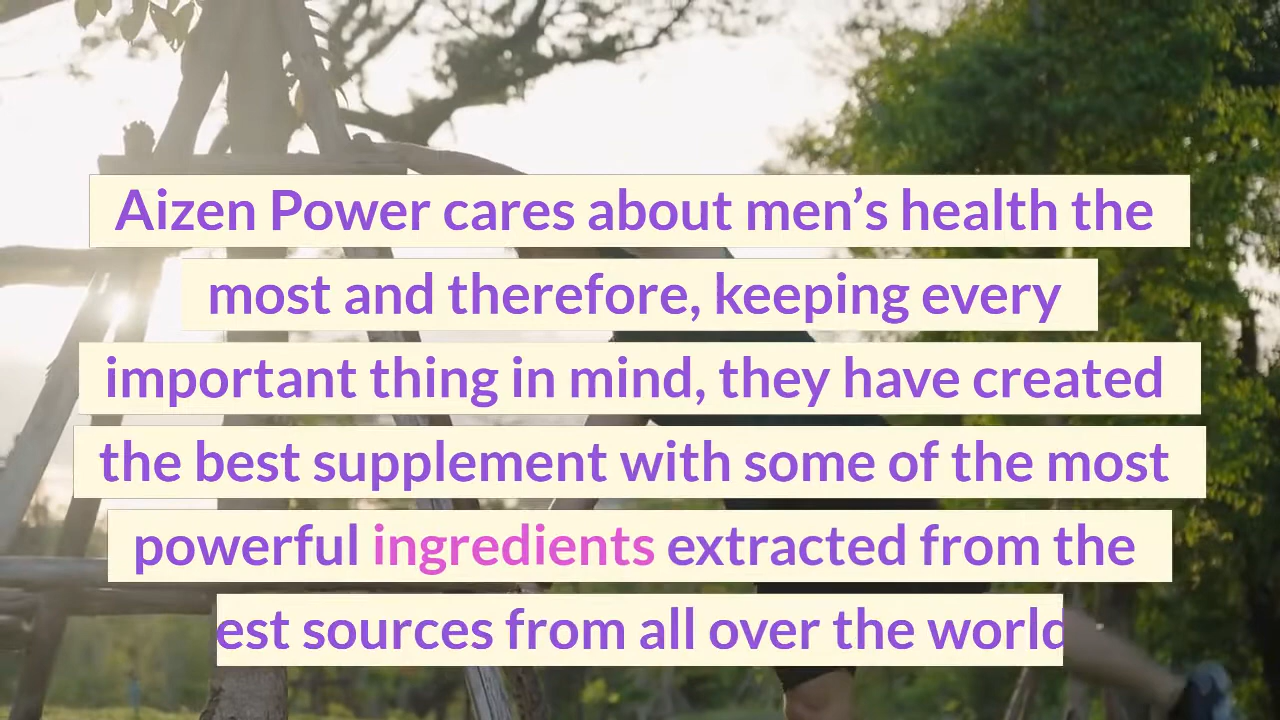 Aizen Power cares about men’s health the
most and therefore, keeping every
important thing in mind, they have created
the best supplement with some of the most
powerful ingredients extracted from the
est sources from all over the world